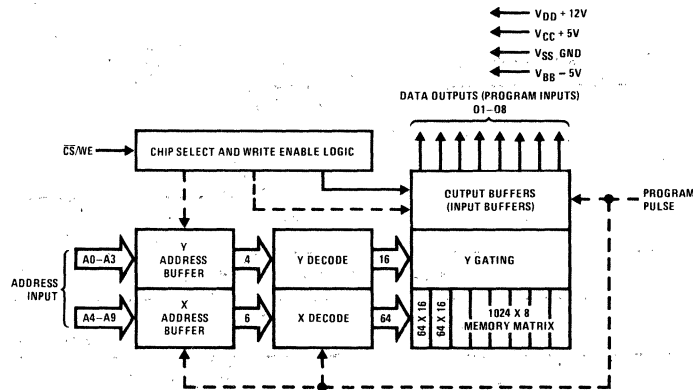 VDD + 12V
VCC + 5V
VSS GND
VBB − 5V
DATA OUTPUTS (PROGRAM INPUTS)
01–08
CS/WE
CHIP SELECT AND WRITE ENABLE LOGIC
OUTPUT BUFFERS
(INPUT BUFFERS)
PROGRAM
PULSE
ADDRESS
INPUT
A0–A3
Y
ADDRESS
BUFFER
4
Y DECODE
16
Y GATING
A4–A9
X
ADDRESS
BUFFER
6
X DECODE
64
64 X 16
64 X 16
1024 X 8
MEMORY MATRIX